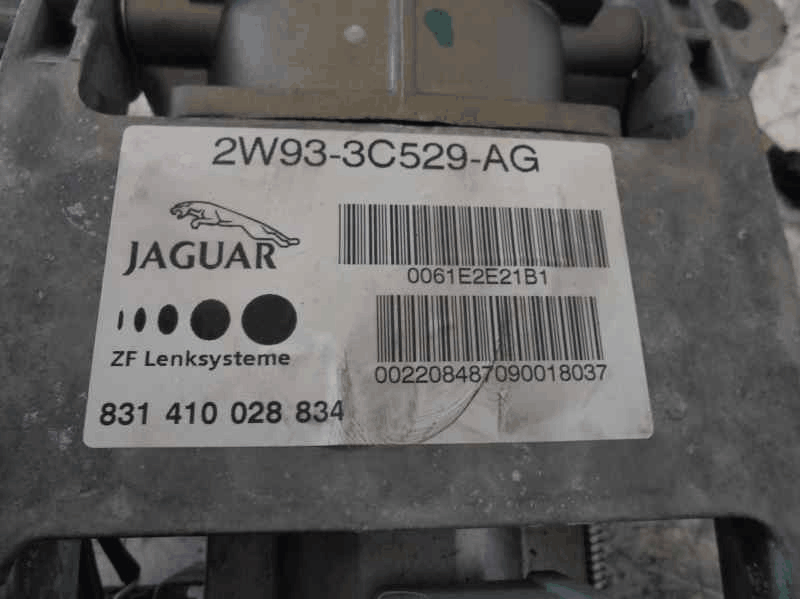 2W93-3C529-AG
JAGUAR
0061E2E21B1
ZF Lenksysteme
002208487090018037
831 410 028 834